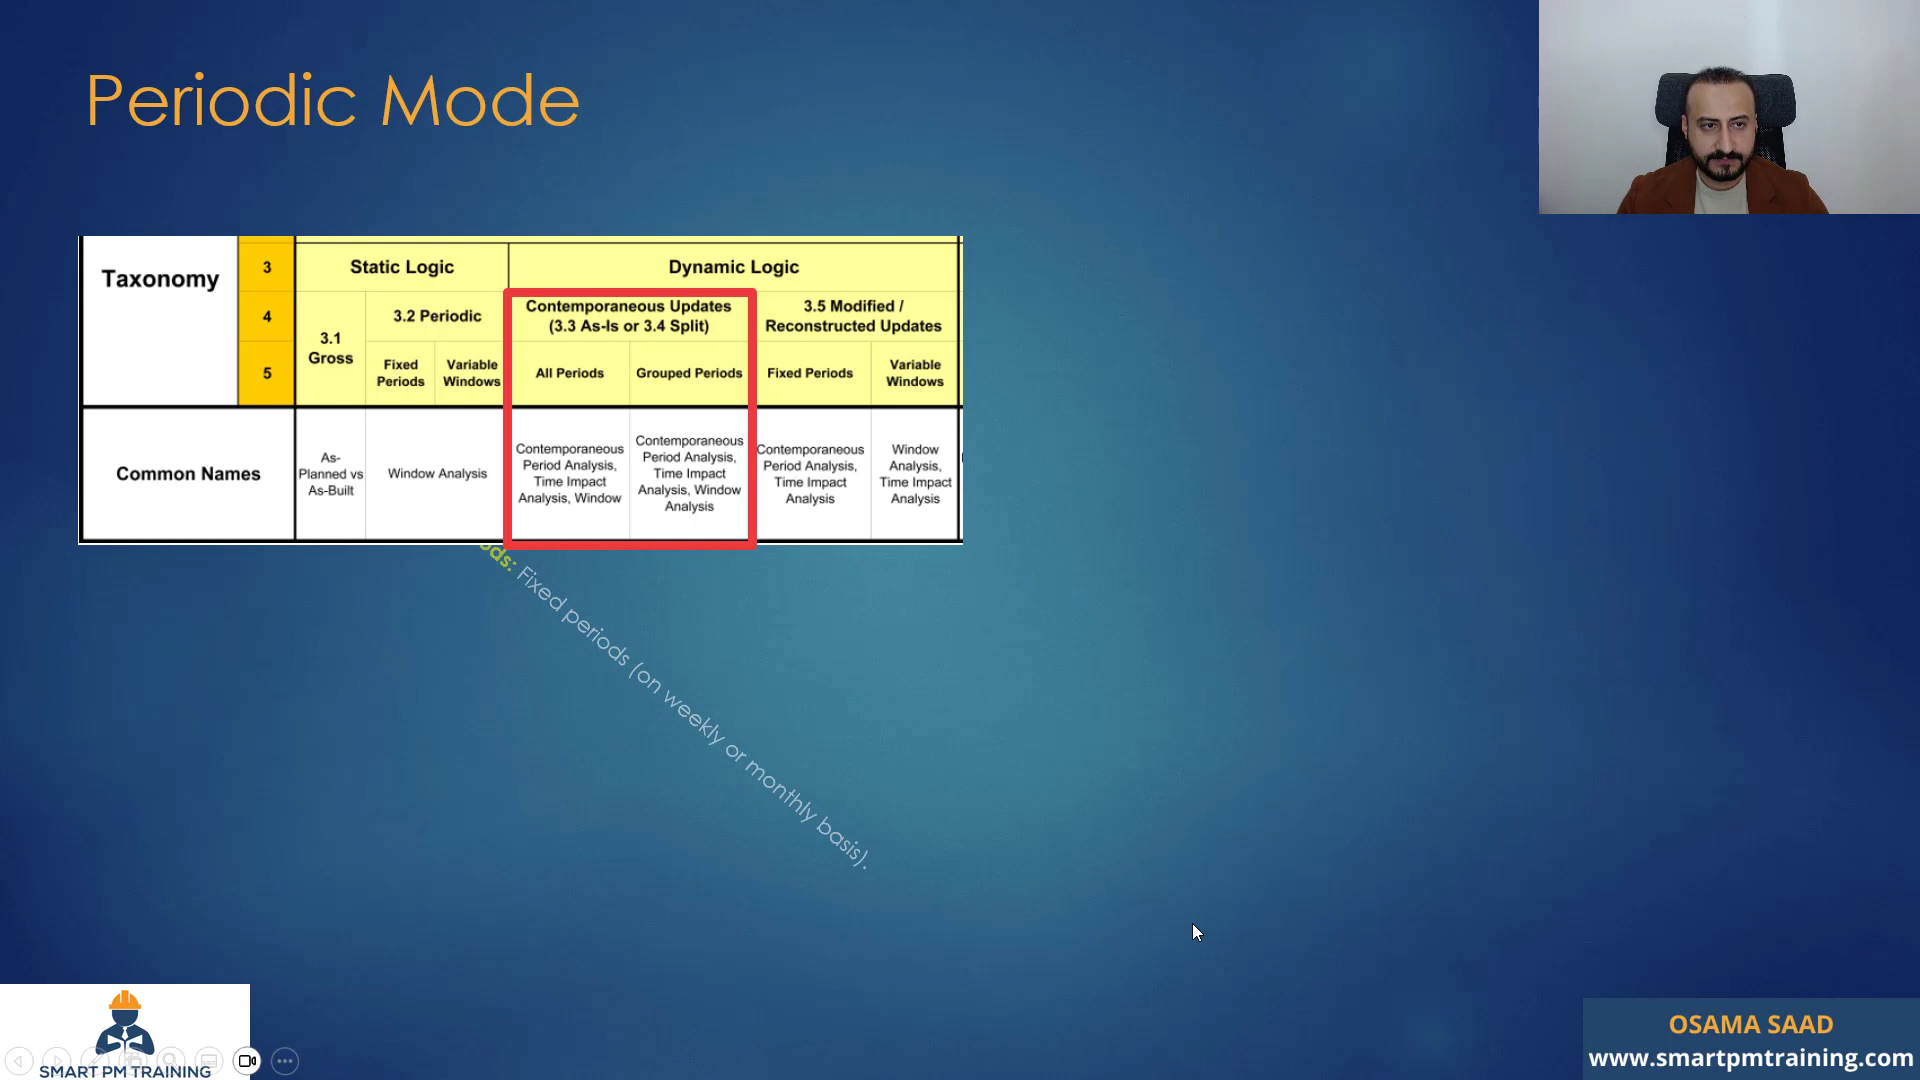 Periodic Mode
Taxonomy
3
Static Logic
Dynamic Logic
4
3.1
Gross
3.2 Periodic
Contemporaneous Updates
(3.3 As-Is or 3.4 Split)
3.5 Modified /
Reconstructed Updates
5
Fixed
Periods
Variable
Windows
All Periods
Grouped Periods
Fixed Periods
Variable
Windows
Common Names
As-
Planned vs
As-Built
Window Analysis
Contemporaneous
Period Analysis,
Time Impact
Analysis, Window
Contemporaneous
Period Analysis,
Time Impact
Analysis, Window
Analysis
Contemporaneous
Period Analysis,
Time Impact
Analysis
Window
Analysis,
Time Impact
Analysis
ods: Fixed periods (on weekly or monthly basis).
SMART PM TRAINING
OSAMA SAAD
www.smartpmtraining.com